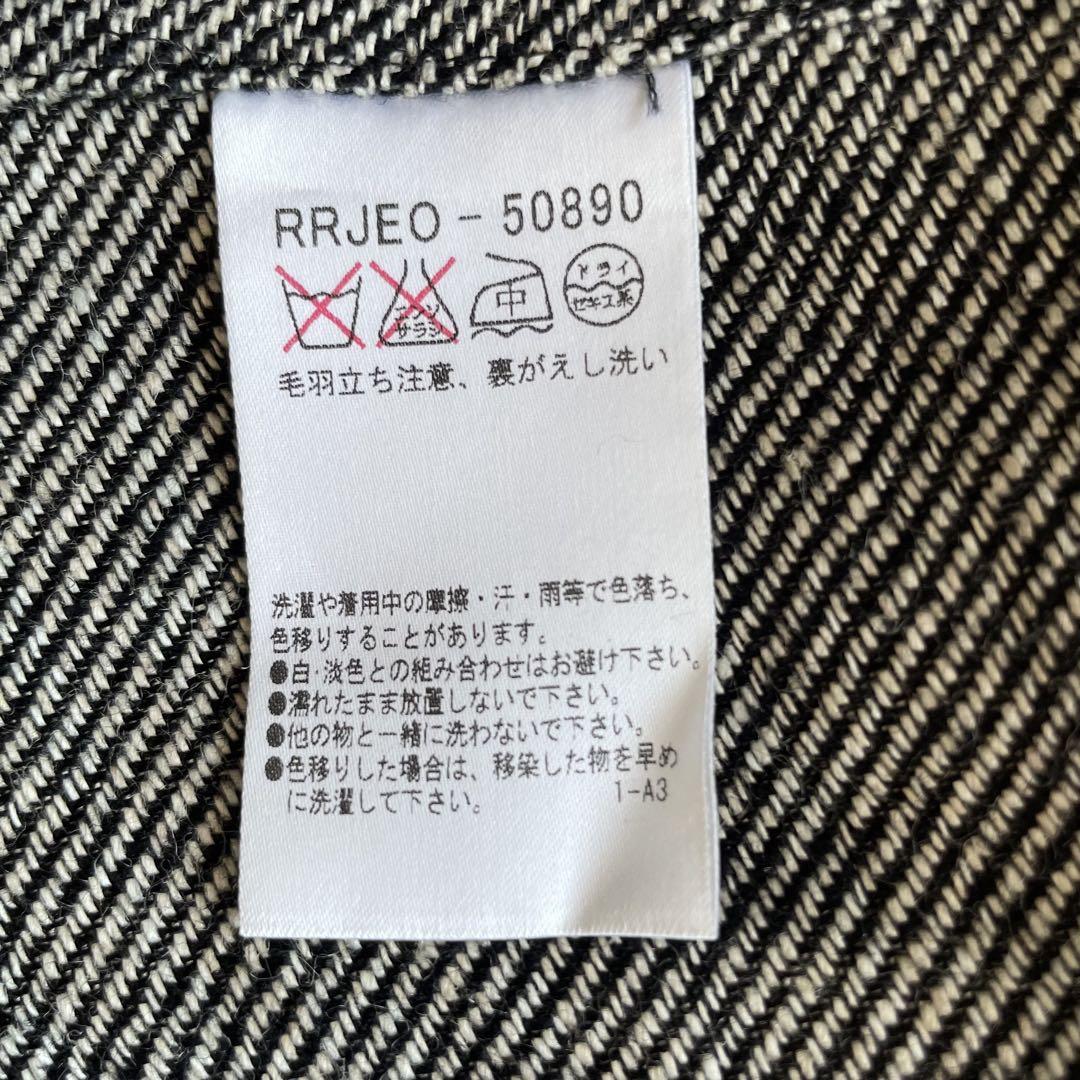 RRJEO-50890
エンソ サラシ 中 ドライ セキユ系
毛羽立ち注意、裏がえし洗い
洗濯や着用中の摩擦・汗・雨等で色落ち、
色移りすることがあります。
●白・淡色との組み合わせはお避け下さい。
●濡れたまま放置しないで下さい。
●他の物と一緒に洗わないで下さい。
●色移りした場合は、移染した物を早め
に洗濯して下さい。 1-A3